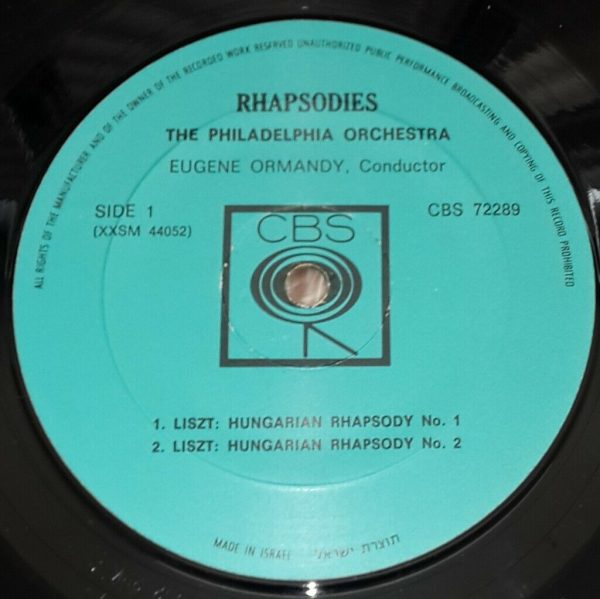 ALL RIGHTS OF THE MANUFACTURER AND OF THE OWNER OF THE RECORDED WORK RESERVED UNAUTHORIZED PUBLIC PERFORMANCE BROADCASTING AND COPYING OF THIS RECORD PROHIBITED
RHAPSODIES
THE PHILADELPHIA ORCHESTRA
EUGENE ORMANDY, Conductor
SIDE 1
(XXSM 44052)
CBS 72289
CBS
1. LISZT: HUNGARIAN RHAPSODY No. 1
2. LISZT: HUNGARIAN RHAPSODY No. 2
MADE IN ISRAEL תוצרת ישראל